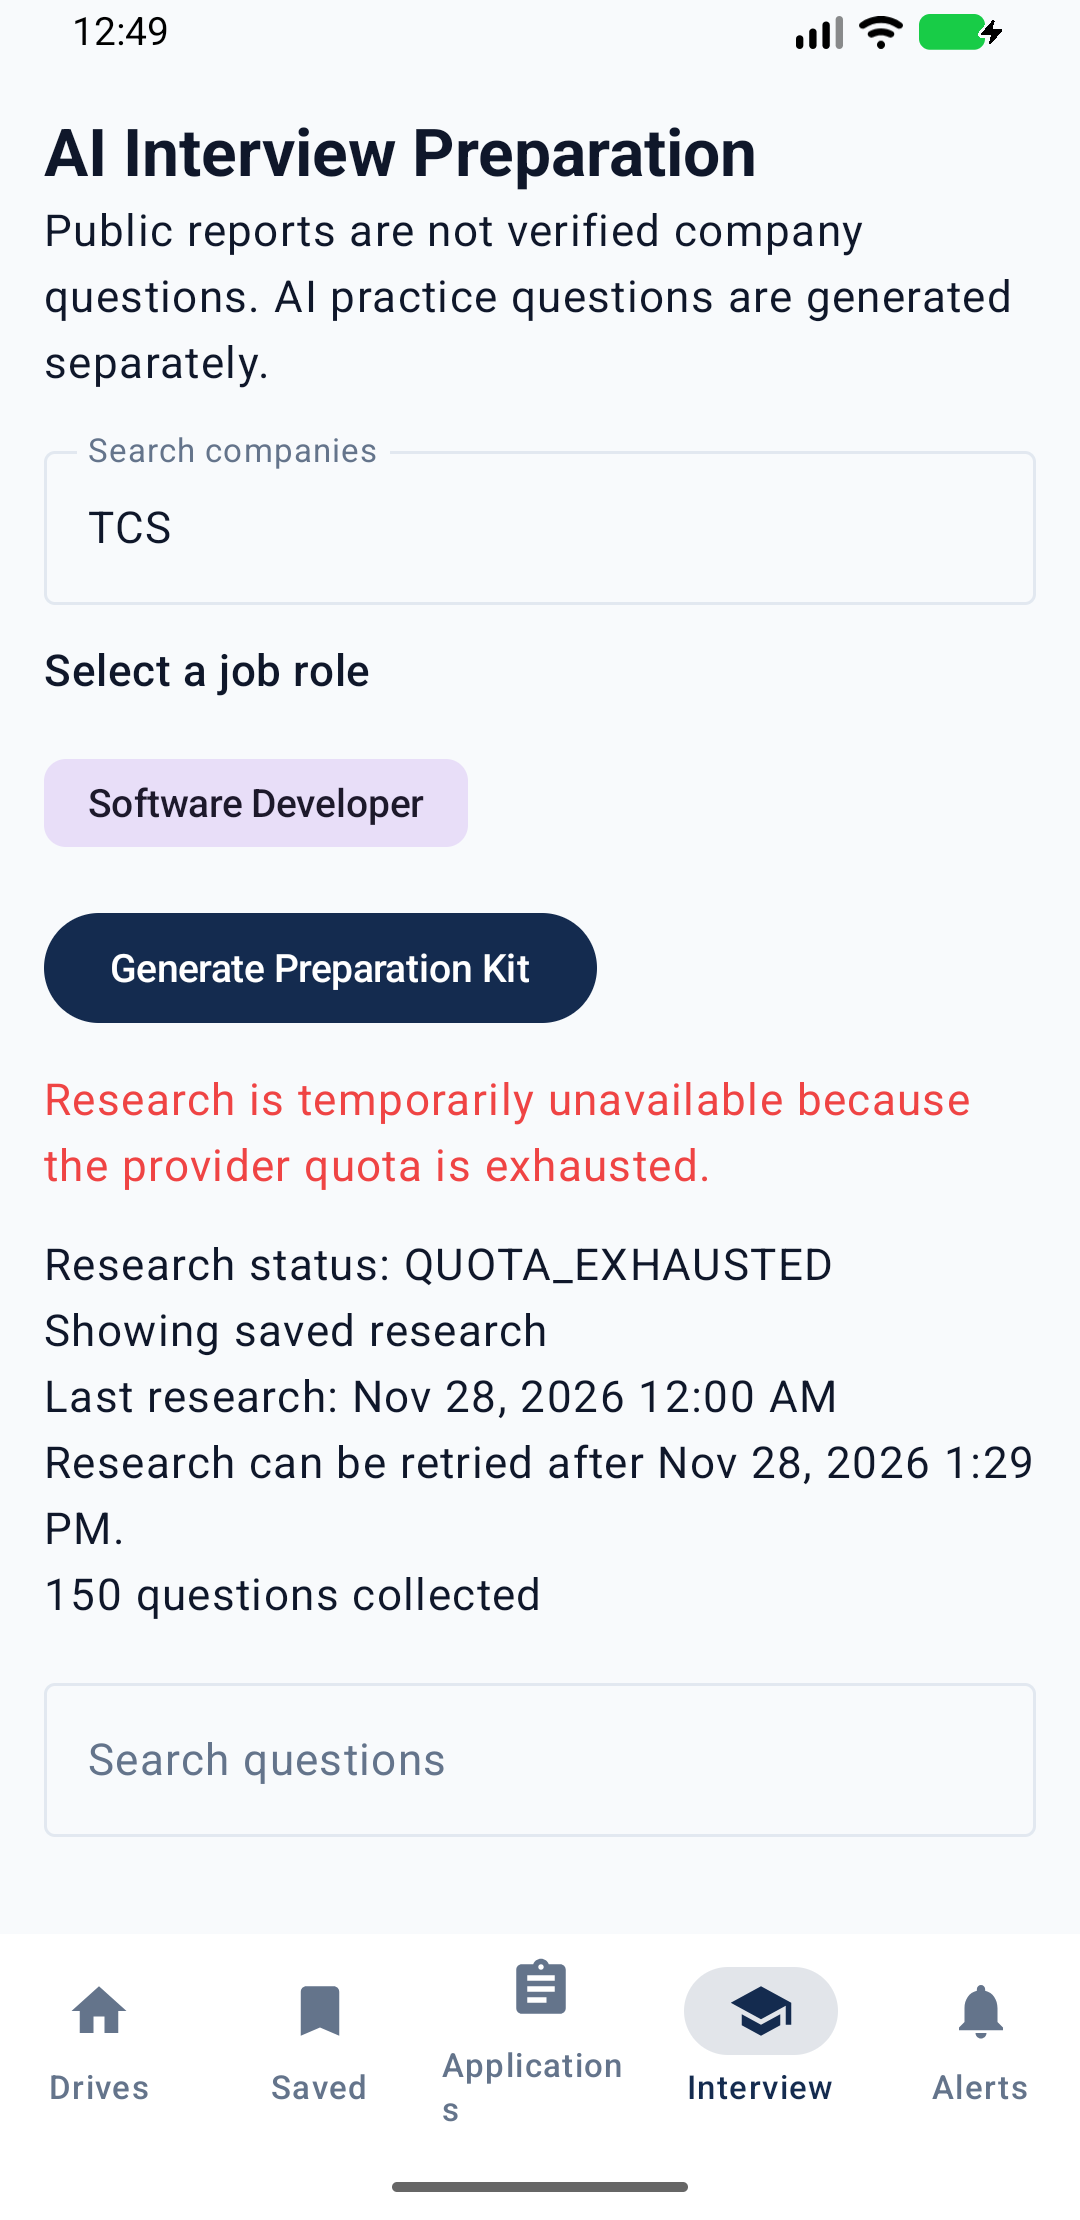 12:49
AI Interview Preparation
Public reports are not verified company
questions. AI practice questions are generated
separately.
Search companies
TCS
Select a job role
Software Developer
Generate Preparation Kit
Research is temporarily unavailable because
the provider quota is exhausted.
Research status: QUOTA_EXHAUSTED
Showing saved research
Last research: Nov 28, 2026 12:00 AM
Research can be retried after Nov 28, 2026 1:29
PM.
150 questions collected
Search questions
Drives
Saved
Application
s
Interview
Alerts